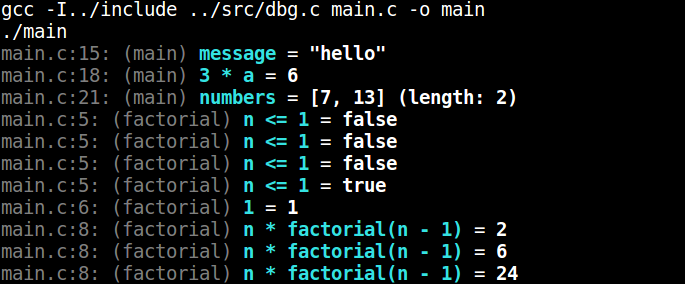 gcc -I../include ../src/dbg.c main.c -o main
./main
main.c:15: (main) message = "hello"
main.c:18: (main) 3 * a = 6
main.c:21: (main) numbers = [7, 13] (length: 2)
main.c:5: (factorial) n <= 1 = false
main.c:5: (factorial) n <= 1 = false
main.c:5: (factorial) n <= 1 = false
main.c:5: (factorial) n <= 1 = true
main.c:6: (factorial) 1 = 1
main.c:8: (factorial) n * factorial(n - 1) = 2
main.c:8: (factorial) n * factorial(n - 1) = 6
main.c:8: (factorial) n * factorial(n - 1) = 24